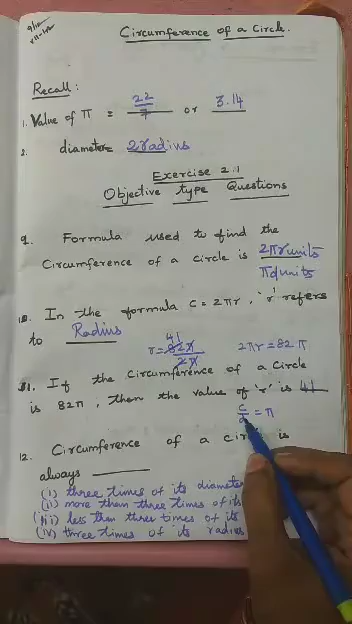 Circumference of a Circle.
Recall:
1. Value of π = 22/7 or 3.14
2. diameter = 2 radius
Exercise 2.1
Objective type Questions
9. Formula used to find the
Circumference of a circle is 2πr units
πd units
10. In the formula C = 2πr, 'r' refers
to Radius
r = 82π/2π 41 2πr = 82π
11. If the circumference of a circle
is 82π, then the value of 'r' is 41
c/d = π
12. Circumference of a circle is
always
(i) three times of its diameter
(ii) more than three times of its
(iii) less than three times of its
(iv) three times of its radius